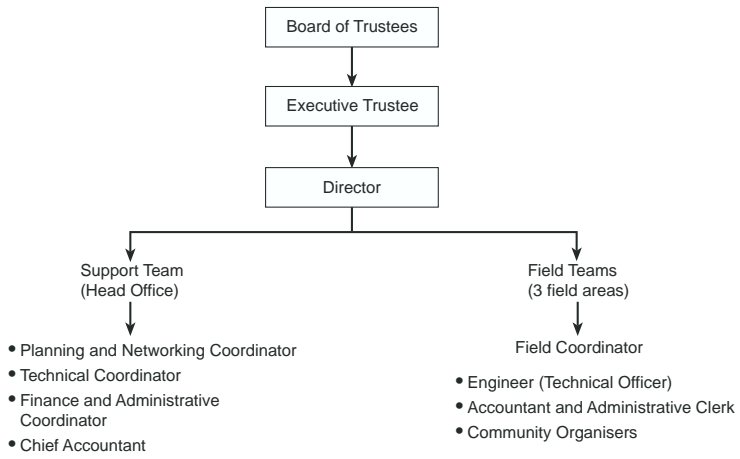 Board of Trustees
Executive Trustee
Director
Support Team
(Head Office)
• Planning and Networking Coordinator
• Technical Coordinator
• Finance and Administrative
Coordinator
• Chief Accountant
Field Teams
(3 field areas)
Field Coordinator
• Engineer (Technical Officer)
• Accountant and Administrative Clerk
• Community Organisers